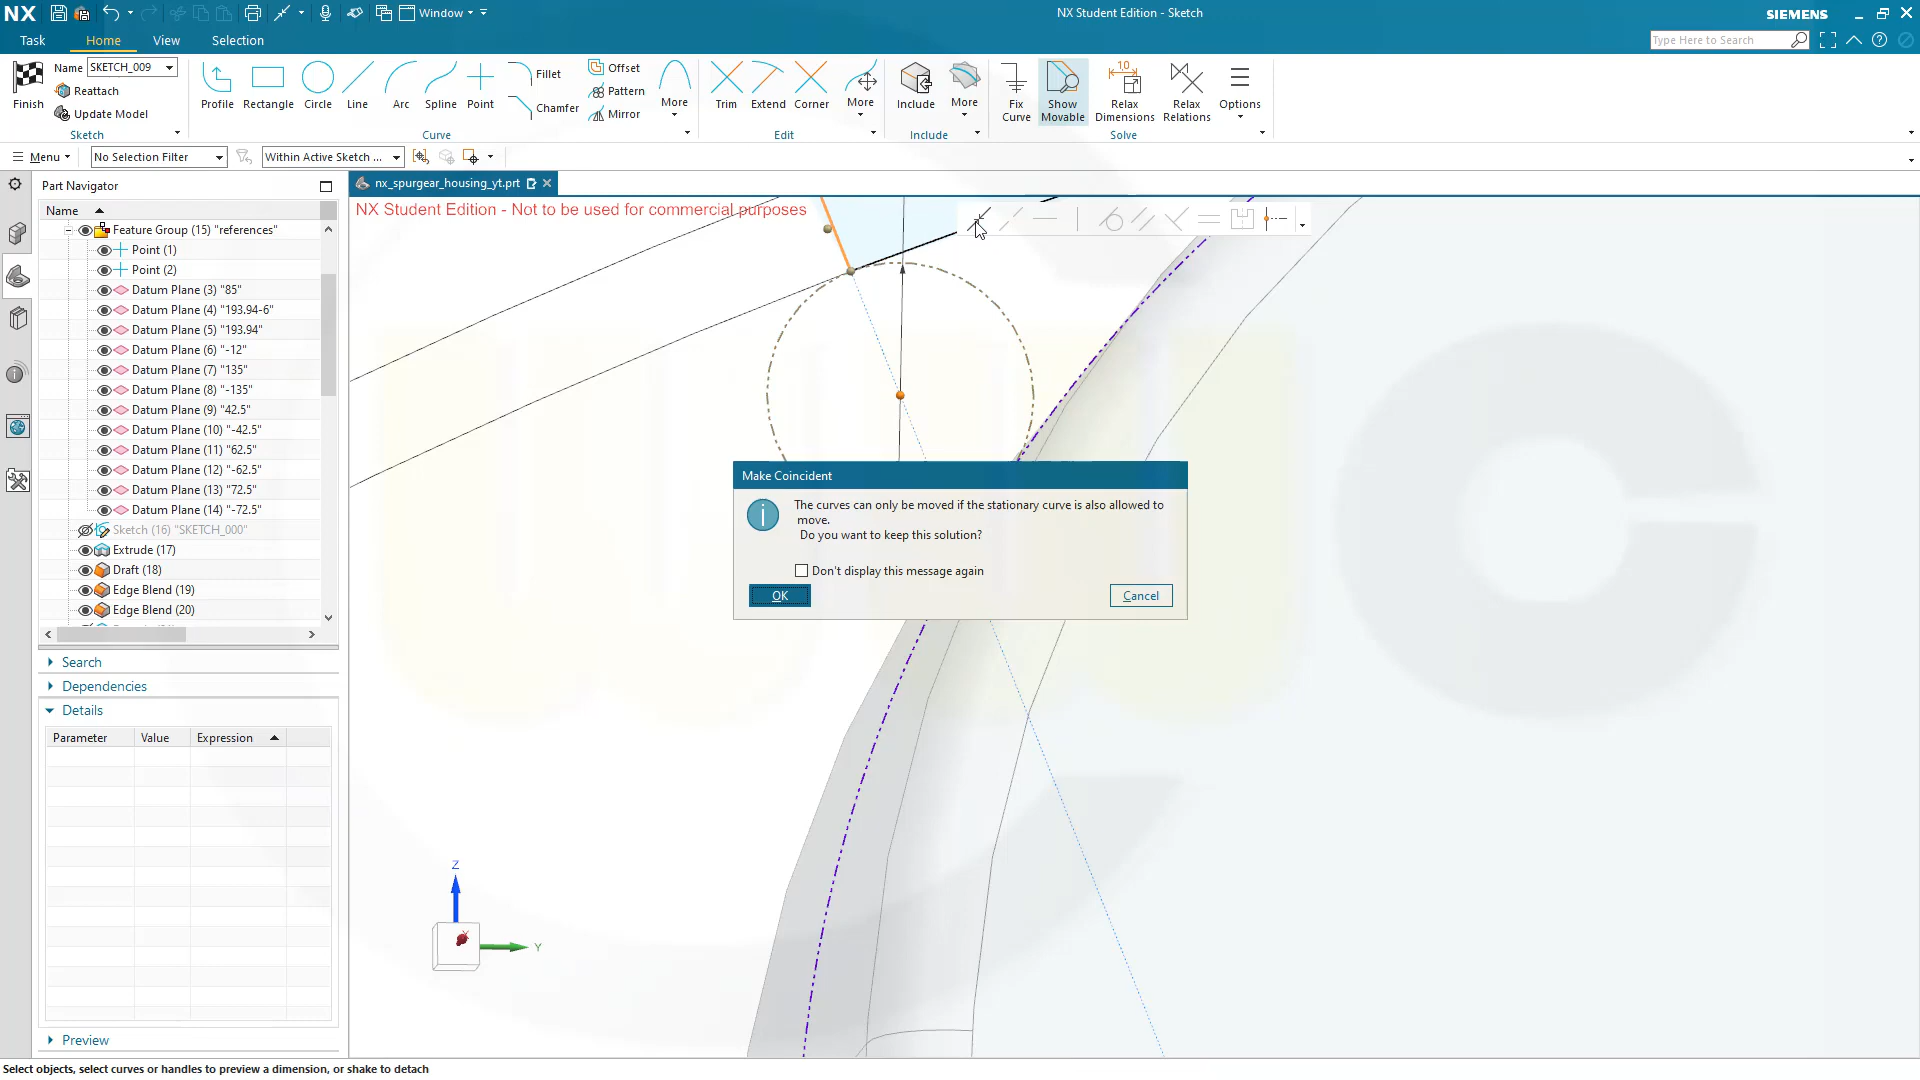 NX
Window
NX Student Edition - Sketch
SIEMENS
Task
Home
View
Selection
Type Here to Search
Name
SKETCH_009
Reattach
Update Model
Finish
Sketch
Profile
Rectangle
Circle
Line
Arc
Spline
Point
Fillet
Chamfer
Offset
Pattern
Mirror
More
Curve
Trim
Extend
Corner
More
Edit
Include
More
Include
Fix
Curve
Show
Movable
1,0
Relax
Dimensions
Relax
Relations
Options
Solve
Menu
No Selection Filter
Within Active Sketch ...
Part Navigator
nx_spurgear_housing_yt.prt
NX Student Edition - Not to be used for commercial purposes
Name
Feature Group (15) "references"
Point (1)
Point (2)
Datum Plane (3) "85"
Datum Plane (4) "193.94-6"
Datum Plane (5) "193.94"
Datum Plane (6) "-12"
Datum Plane (7) "135"
Datum Plane (8) "-135"
Datum Plane (9) "42.5"
Datum Plane (10) "-42.5"
Datum Plane (11) "62.5"
Datum Plane (12) "-62.5"
Datum Plane (13) "72.5"
Datum Plane (14) "-72.5"
Sketch (16) "SKETCH_000"
Extrude (17)
Draft (18)
Edge Blend (19)
Edge Blend (20)
Search
Dependencies
Details
Parameter
Value
Expression
Preview
Make Coincident
The curves can only be moved if the stationary curve is also allowed to
move.
Do you want to keep this solution?
Don't display this message again
OK
Cancel
Z
Y
X
Select objects, select curves or handles to preview a dimension, or shake to detach